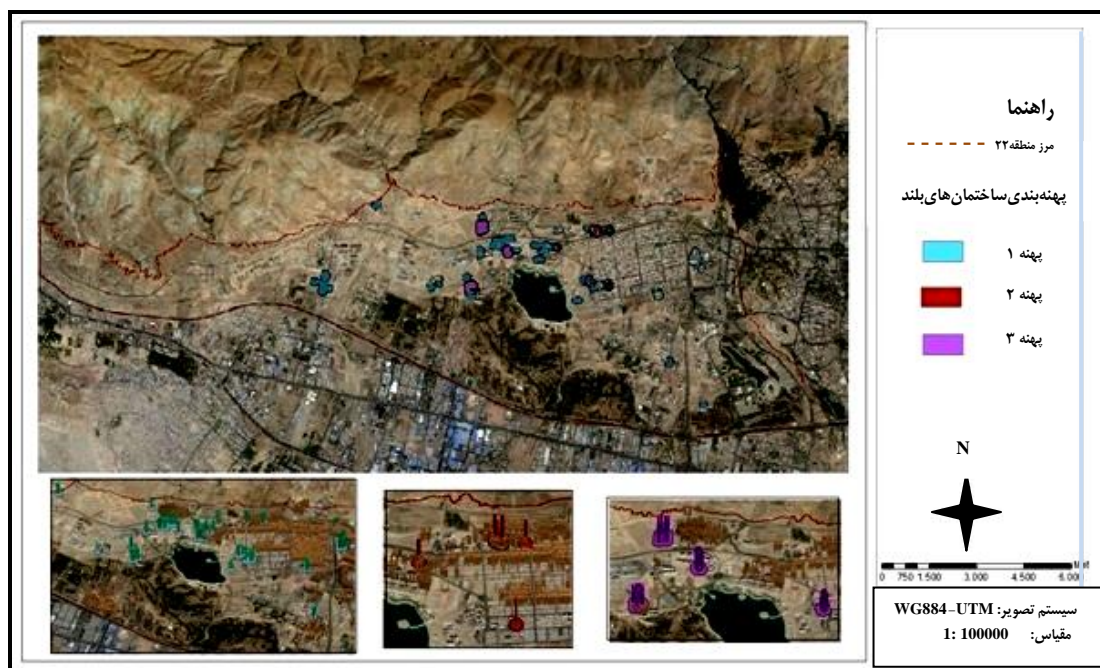 راهنما
مرز منطقه۲۲
پهنه‌بندی ساختمان‌های بلند
پهنه ۱
پهنه ۲
پهنه ۳
N
0 750 1.500 3.000 4.500 6.000
سیستم تصویر: WG884-UTM
مقیاس: 1: 100000